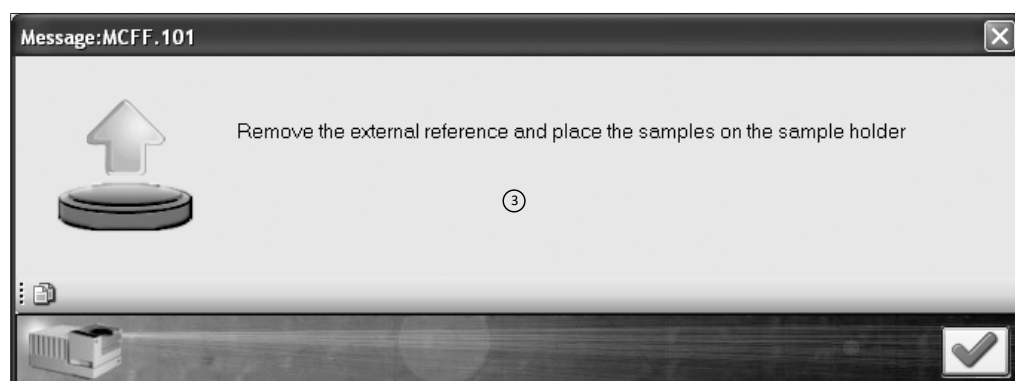 Message:MCFF.101
Remove the external reference and place the samples on the sample holder
3